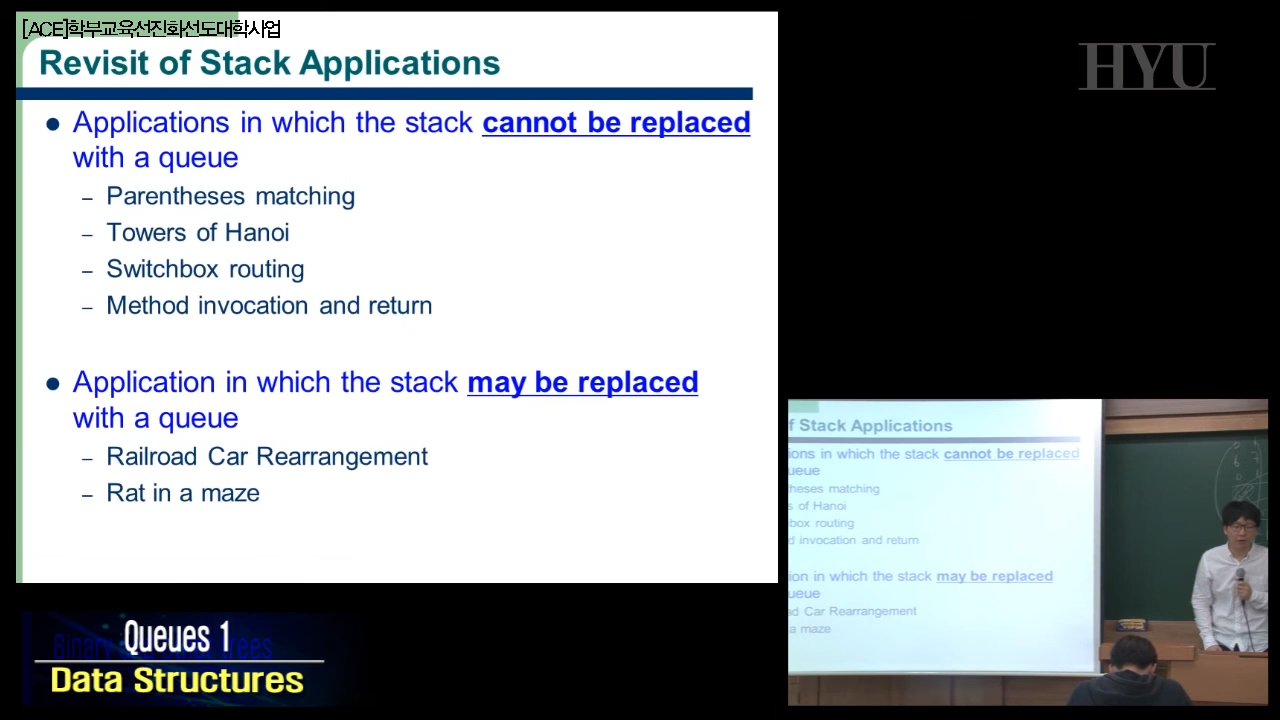 [ACE]학부교육선진화선도대학사업
Revisit of Stack Applications
HYU
● Applications in which the stack cannot be replaced
with a queue
– Parentheses matching
– Towers of Hanoi
– Switchbox routing
– Method invocation and return
● Application in which the stack may be replaced
with a queue
– Railroad Car Rearrangement
– Rat in a maze
f Stack Applications
ions in which the stack cannot be replaced
ueue
theses matching
s of Hanoi
box routing
d invocation and return
ion in which the stack may be replaced
ueue
ad Car Rearrangement
a maze
Queues 1
Data Structures